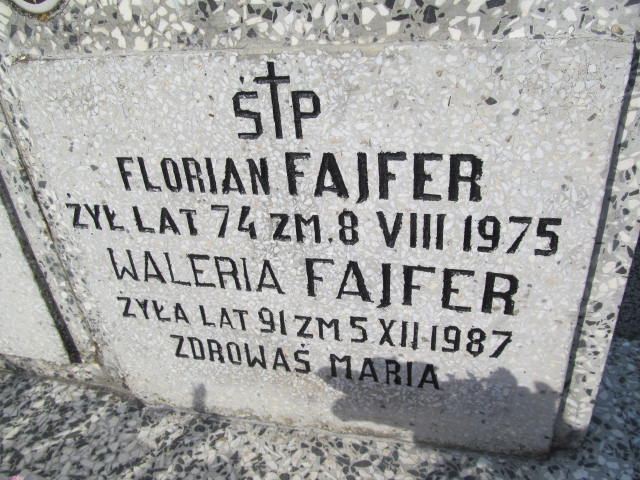 Ś†P
FLORIAN FAJFER
ŻYŁ LAT 74 ZM. 8 VIII 1975
WALERIA FAJFER
ŻYŁA LAT 91 ZM 5 XII 1987
ZDROWAŚ MARIA